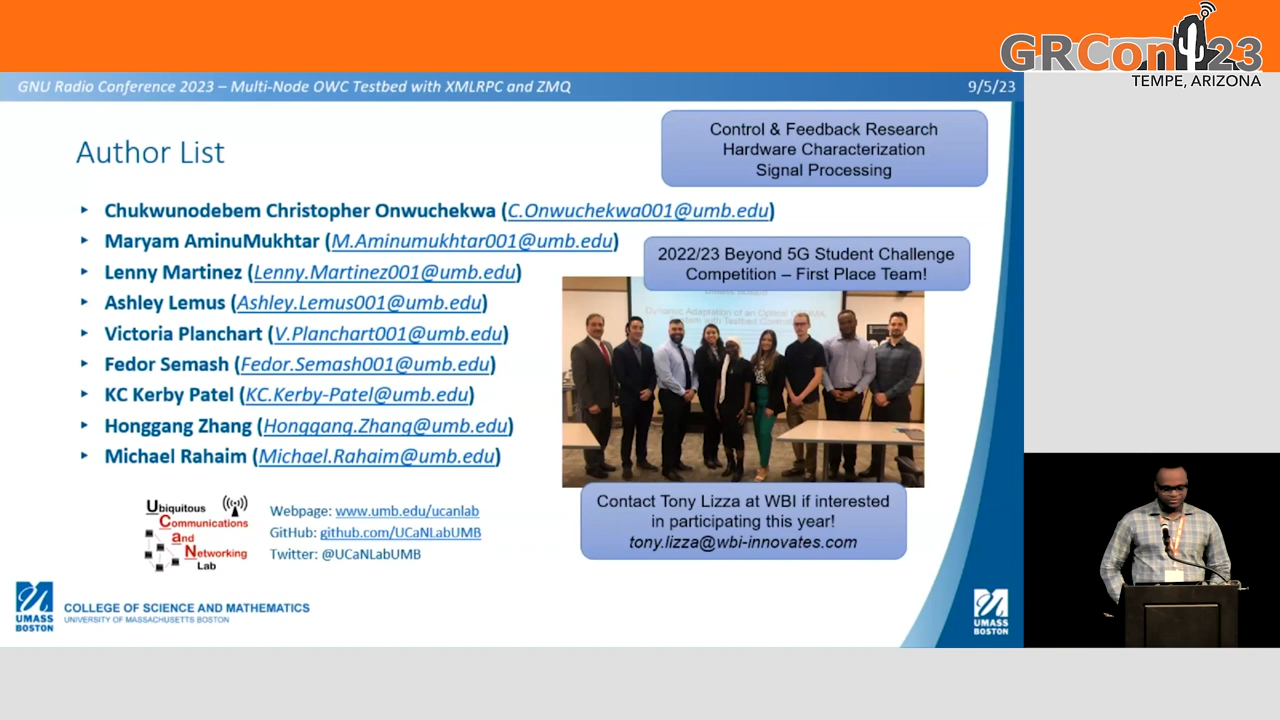 GRCon 23
TEMPE, ARIZONA
GNU Radio Conference 2023 – Multi-Node OWC Testbed with XMLRPC and ZMQ
9/5/23
Author List
Control & Feedback Research
Hardware Characterization
Signal Processing
Chukwunodebem Christopher Onwuchekwa (C.Onwuchekwa001@umb.edu)
Maryam AminuMukhtar (M.Aminumukhtar001@umb.edu)
Lenny Martinez (Lenny.Martinez001@umb.edu)
Ashley Lemus (Ashley.Lemus001@umb.edu)
Victoria Planchart (V.Planchart001@umb.edu)
Fedor Semash (Fedor.Semash001@umb.edu)
KC Kerby Patel (KC.Kerby-Patel@umb.edu)
Honggang Zhang (Honggang.Zhang@umb.edu)
Michael Rahaim (Michael.Rahaim@umb.edu)
2022/23 Beyond 5G Student Challenge
Competition – First Place Team!
Dynamic Adaptation of an Optical
Contact Tony Lizza at WBI if interested
in participating this year!
tony.lizza@wbi-innovates.com
Ubiquitous
Communications
and
Networking
Lab
Webpage: www.umb.edu/ucanlab
GitHub: github.com/UCaNLabUMB
Twitter: @UCaNLabUMB
UMASS
BOSTON
COLLEGE OF SCIENCE AND MATHEMATICS
UNIVERSITY OF MASSACHUSETTS BOSTON
UMASS
BOSTON